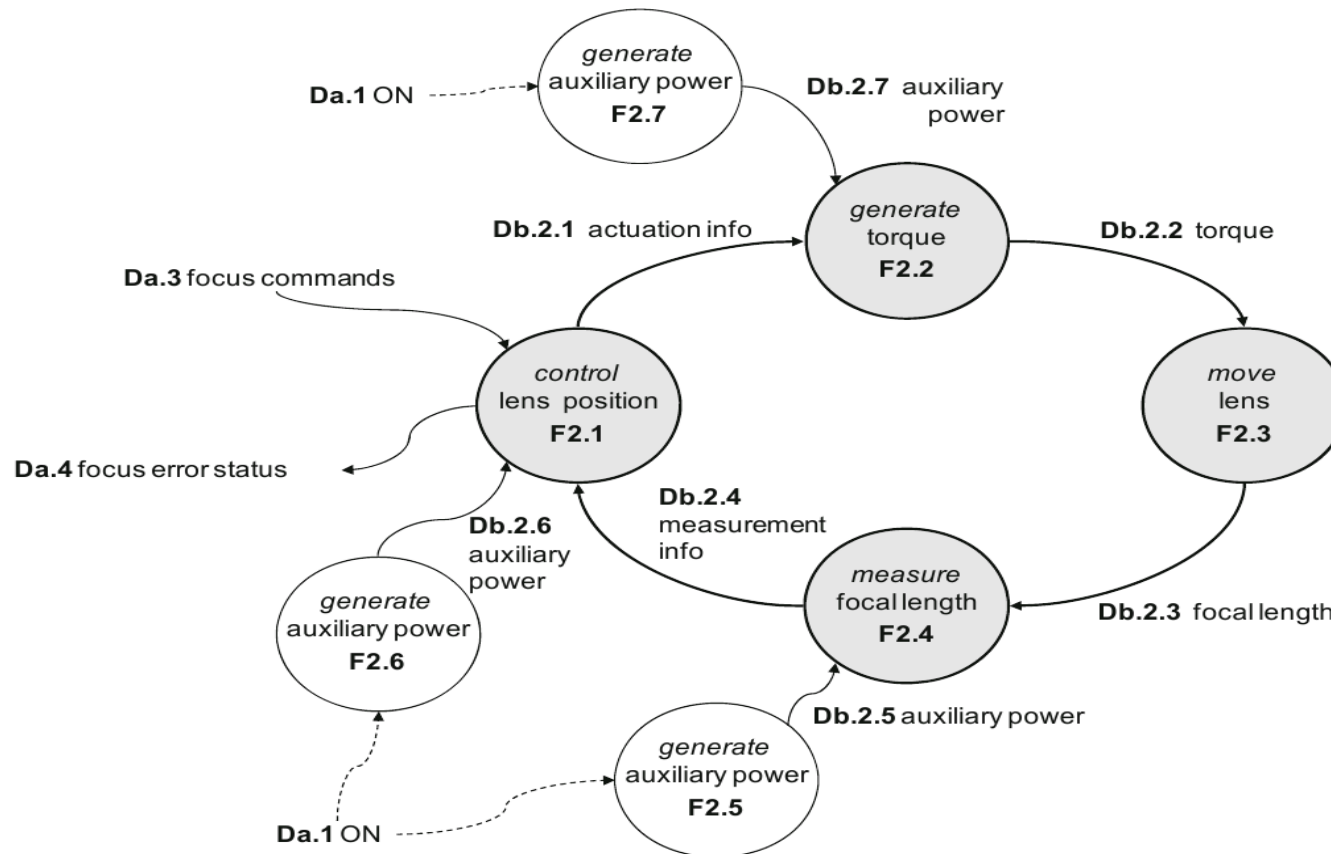 generate
auxiliary power
F2.7
Da.1 ON
Db.2.7 auxiliary
power
generate
torque
F2.2
Db.2.1 actuation info
Db.2.2 torque
Da.3 focus commands
control
lens position
F2.1
move
lens
F2.3
Da.4 focus error status
Db.2.4
measurement
info
Db.2.6
auxiliary
power
measure
focal length
F2.4
Db.2.3 focal length
generate
auxiliary power
F2.6
Db.2.5 auxiliary power
generate
auxiliary power
F2.5
Da.1 ON